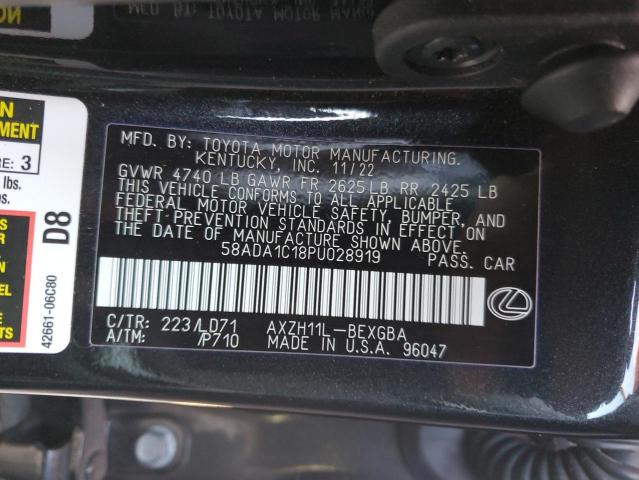 MFD. BY: TOYOTA MOTOR MANUFACTURING.
KENTUCKY, INC. 11/22
GVWR 4740 LB GAWR FR 2625 LB RR 2425 LB
THIS VEHICLE CONFORMS TO ALL APPLICABLE
FEDERAL MOTOR VEHICLE SAFETY, BUMPER, AND
THEFT PREVENTION STANDARDS IN EFFECT ON
THE DATE OF MANUFACTURE SHOWN ABOVE.
58ADA1C18PU028919 PASS. CAR
C/TR: 223/LD71 AXZH11L-BEXGBA
A/TM: /P710 MADE IN U.S.A. 96047
3
lbs.
lbs.
D8
42661-06C80